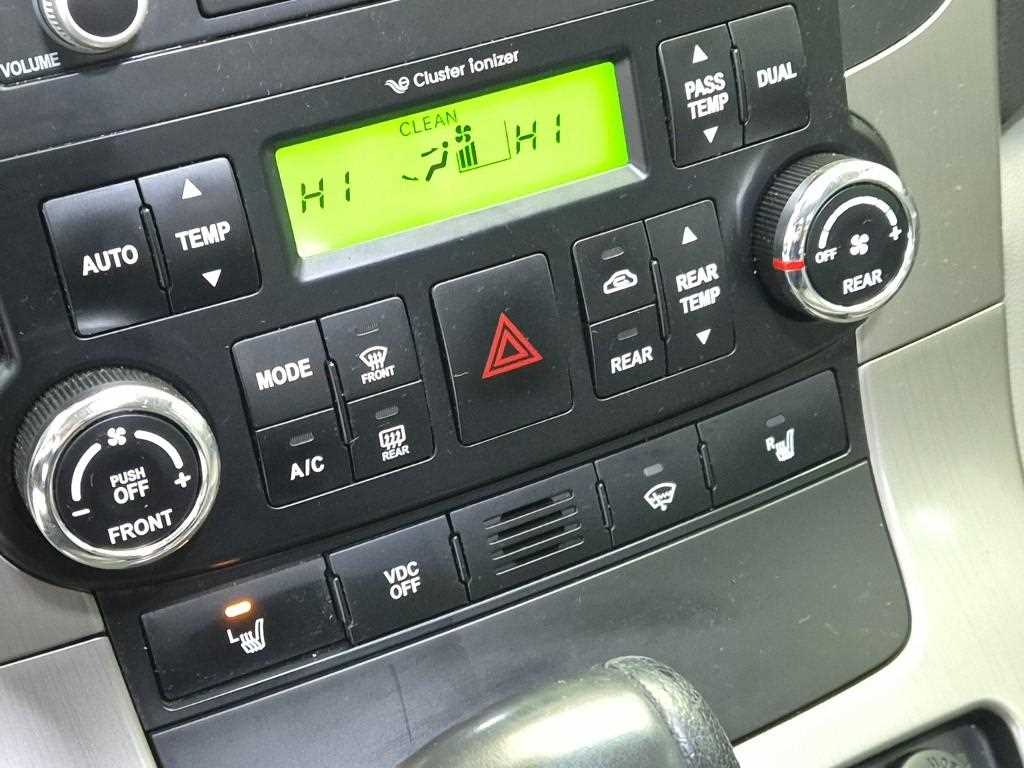 VOLUME
Cluster ionizer
CLEAN
HI
HI
AUTO
TEMP
PASS
TEMP
DUAL
MODE
FRONT
A/C
REAR
REAR
REAR
TEMP
OFF
REAR
PUSH
OFF
FRONT
L
VDC
OFF
R